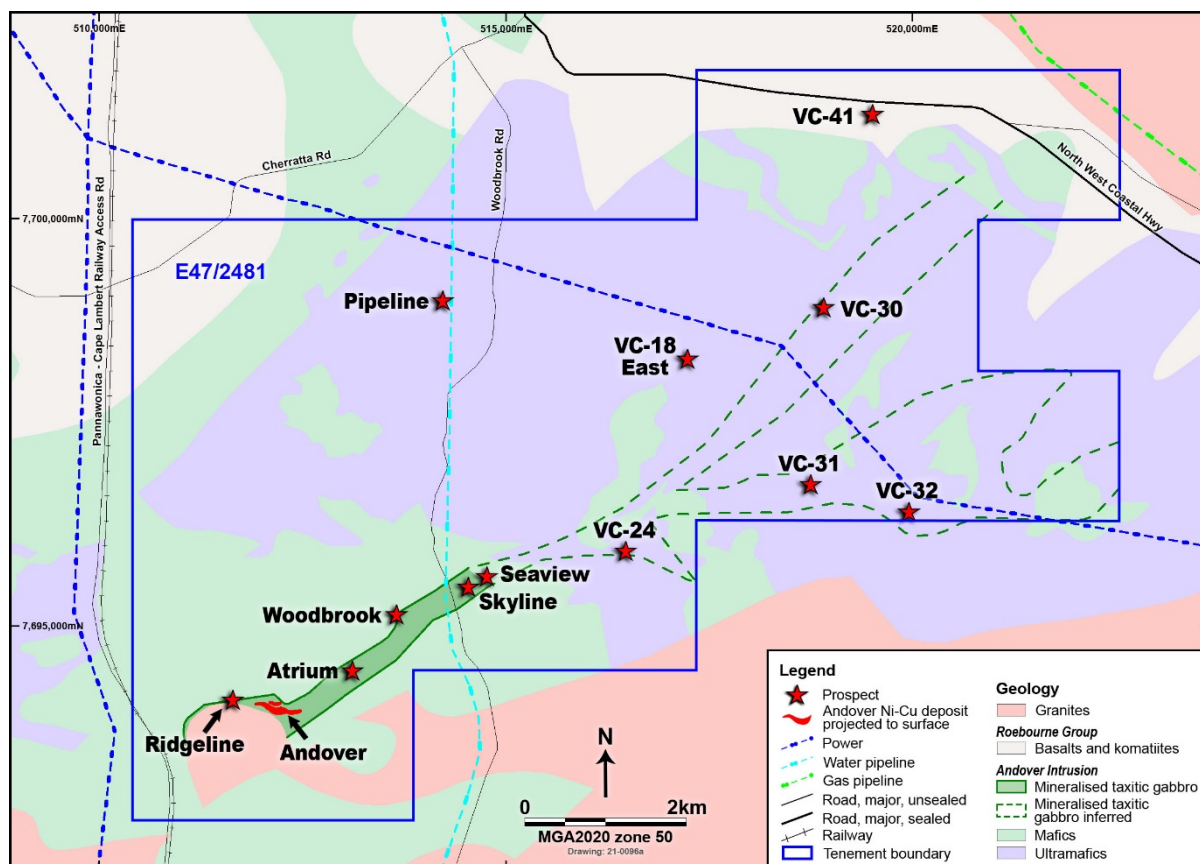 510,000mE
515,000mE
520,000mE
VC-41
Cherratta Rd
Woodbrook Rd
North West Coastal Hwy
Pannawonica - Cape Lambert Railway Access Rd
7,700,000mN
E47/2481
Pipeline
VC-30
VC-18
East
VC-31
VC-32
VC-24
Seaview
Skyline
Woodbrook
7,695,000mN
Atrium
Ridgeline
Andover
N
0
2km
MGA2020 zone 50
Drawing: 21-0096a
Legend
Prospect
Andover Ni-Cu deposit
projected to surface
Power
Water pipeline
Gas pipeline
Road, major, unsealed
Road, major, sealed
Railway
Tenement boundary
Geology
Granites
Roebourne Group
Basalts and komatiites
Andover Intrusion
Mineralised taxitic gabbro
Mineralised taxitic
gabbro inferred
Mafics
Ultramafics